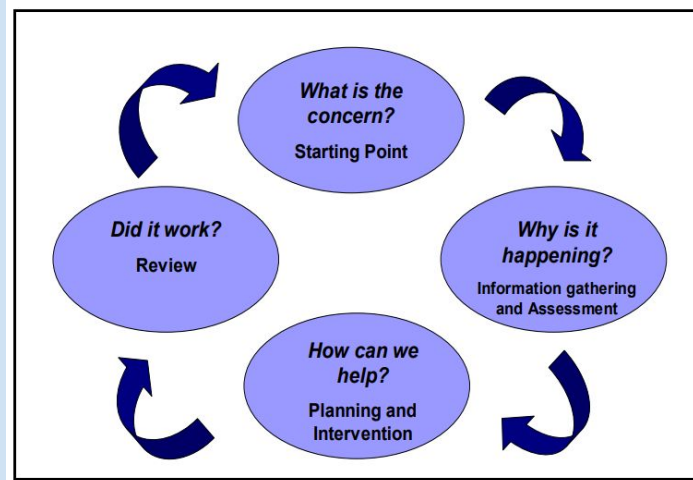 What is the
concern?
Starting Point
Why is it
happening?
Information gathering
and Assessment
How can we
help?
Planning and
Intervention
Did it work?
Review